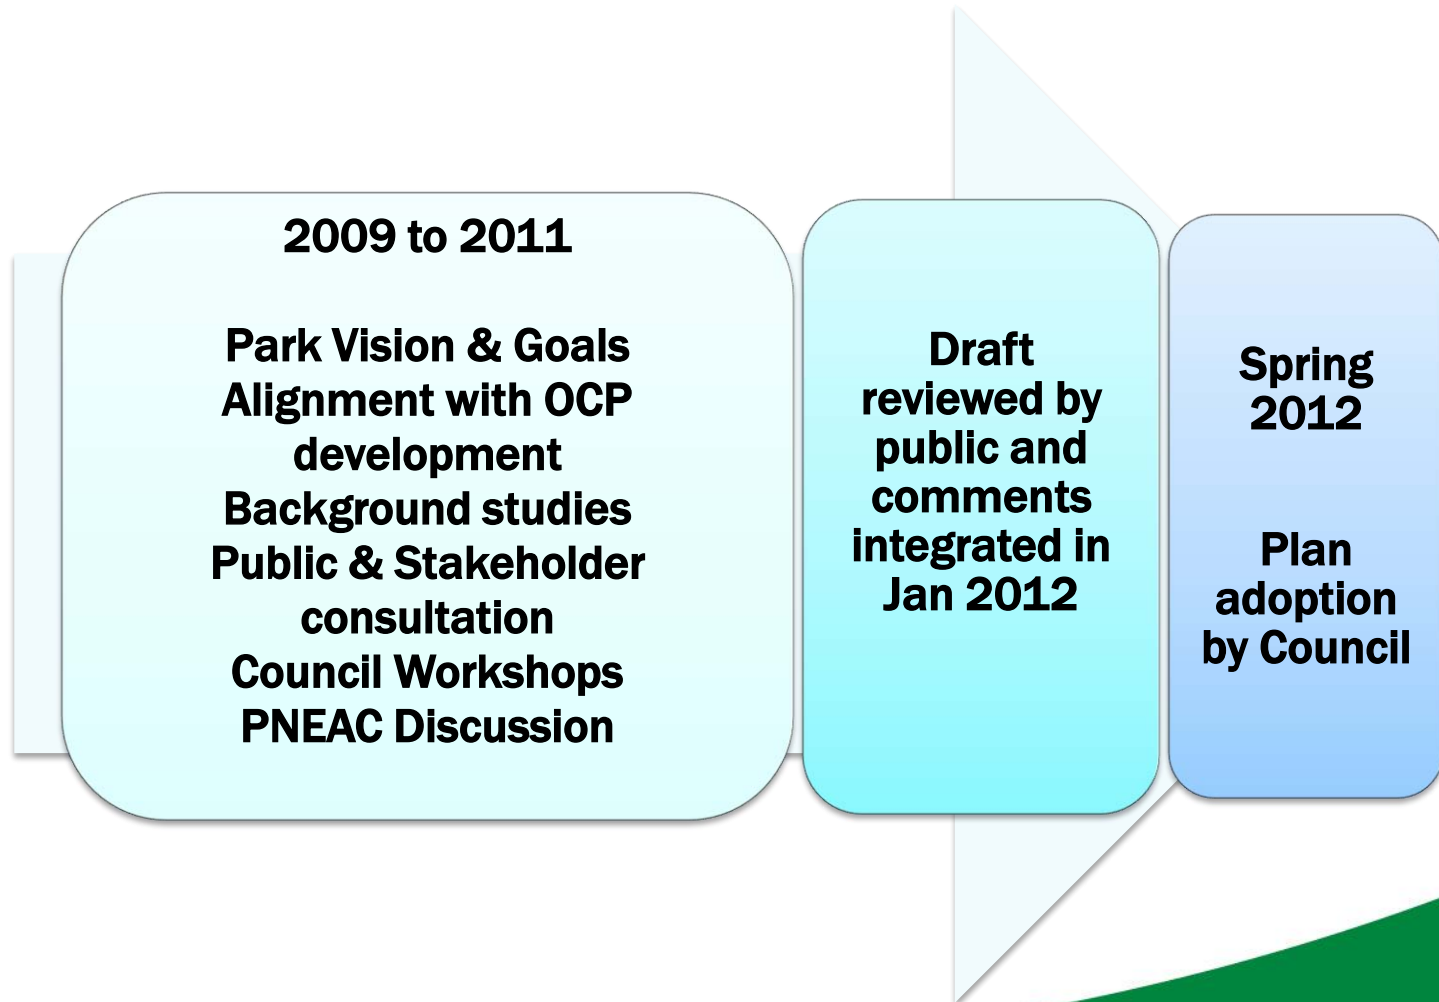 2009 to 2011
Park Vision & Goals
Alignment with OCP
development
Background studies
Public & Stakeholder
consultation
Council Workshops
PNEAC Discussion
Draft
reviewed by
public and
comments
integrated in
Jan 2012
Spring
2012
Plan
adoption
by Council